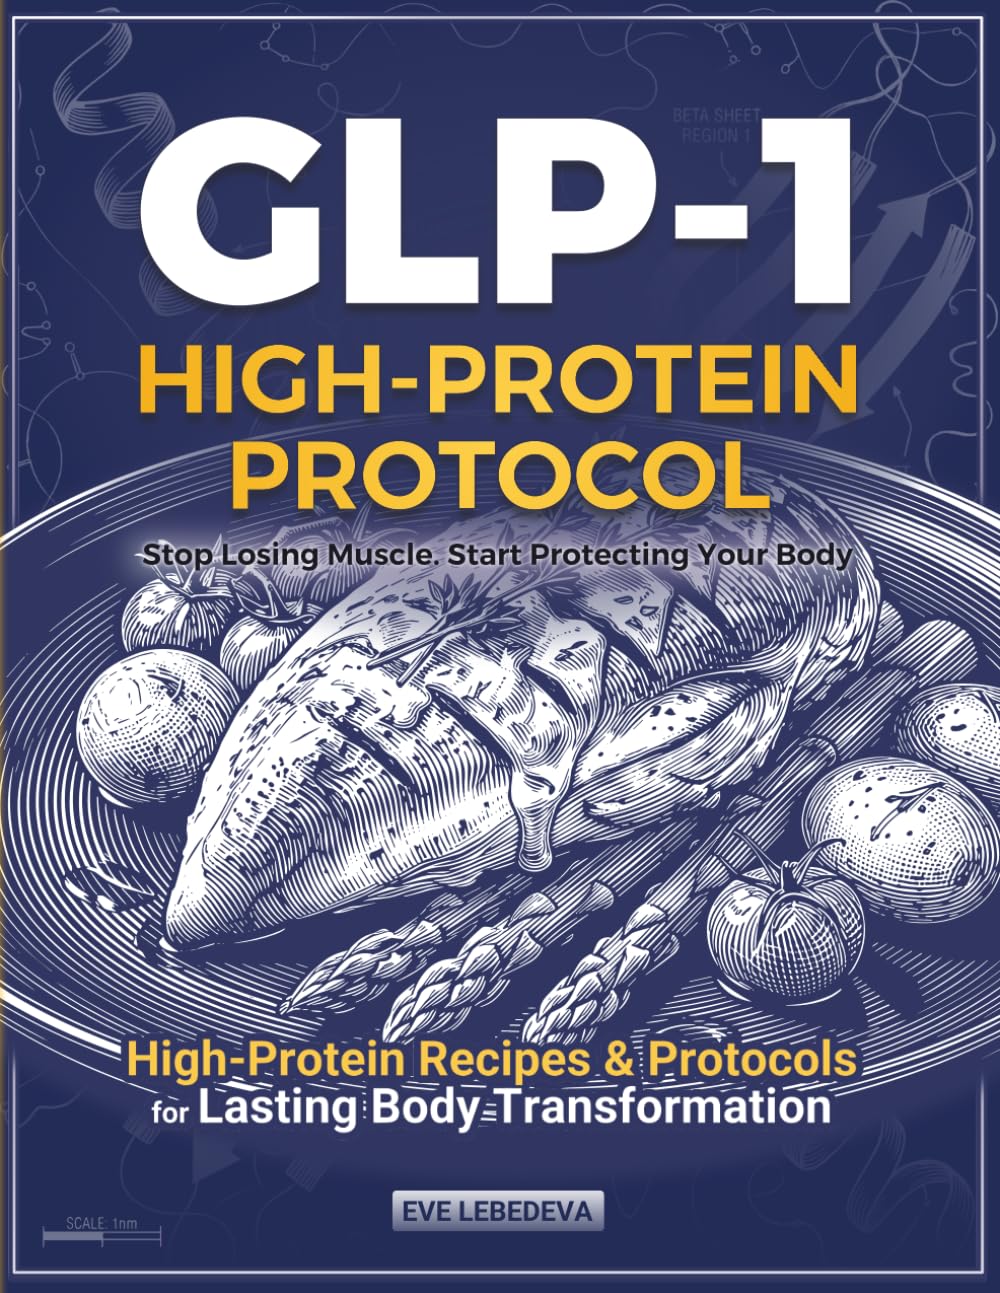 BETA SHEET
REGION 1
GLP-1
HIGH-PROTEIN
PROTOCOL
Stop Losing Muscle. Start Protecting Your Body
High-Protein Recipes & Protocols
for Lasting Body Transformation
EVE LEBEDEVA
SCALE: 1nm